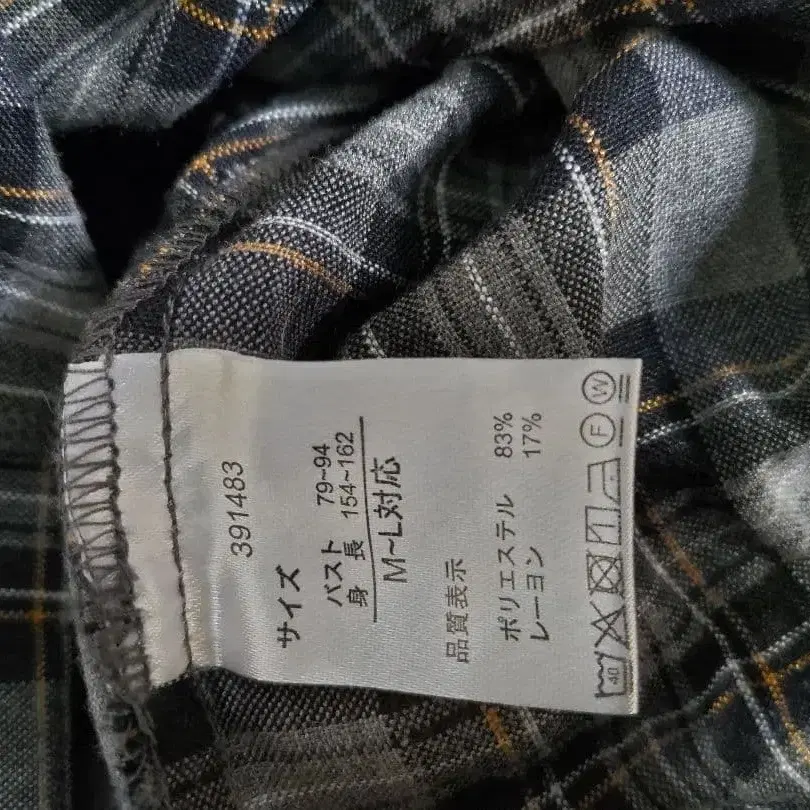 391483
サイズ
バスト 79~94
身長 154~162
M~L対応
品質表示
ポリエステル 83%
レーヨン 17%
40 F W